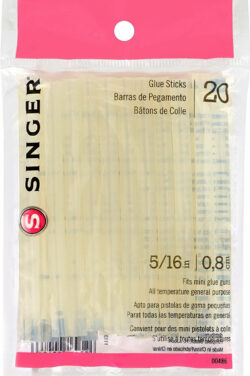 Glue Sticks
Barras de Pegamento
Bâtons de Colle
20
S SINGER
5/16 in 0,8 cm
Fits mini glue guns
All temperature general purpose
Apto para pistolas de goma pequeñas
Para todas las temperaturas en general
Convient pour des mini pistolets à colle
S'utilise à toutes
00486